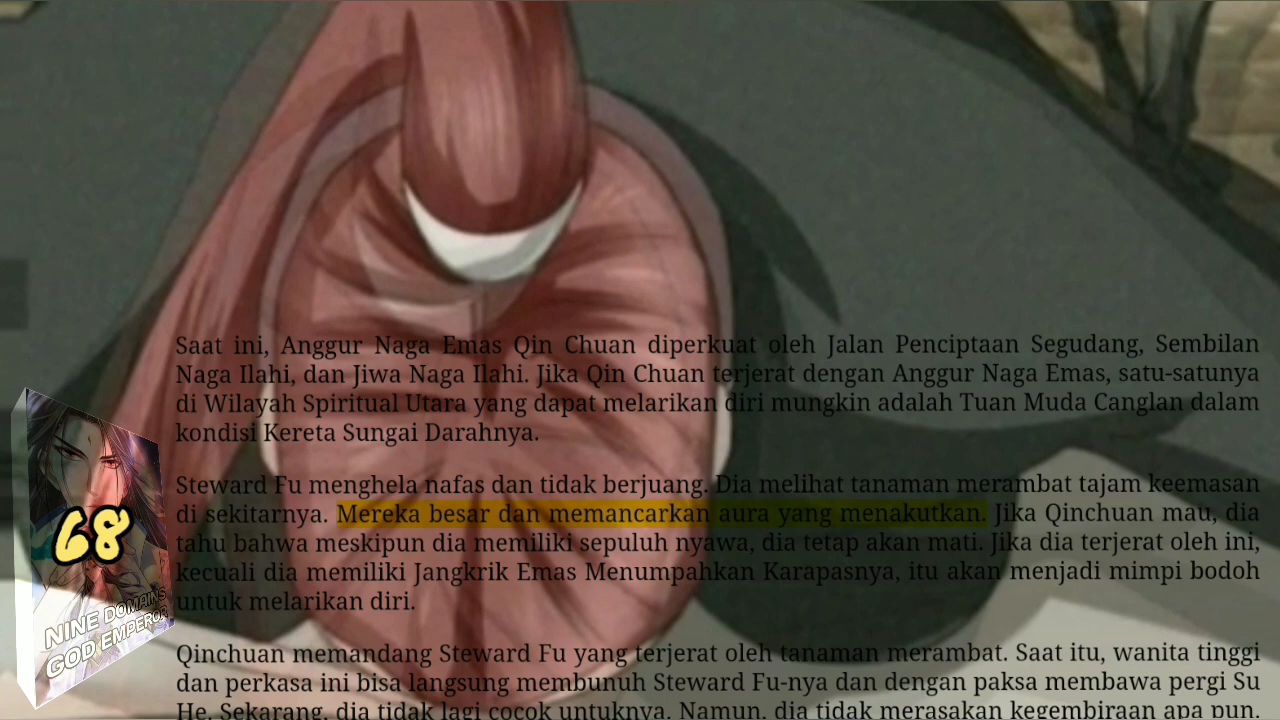 Saat ini, Anggur Naga Emas Qin Chuan diperkuat oleh Jalan Penciptaan Segudang, Sembilan
Naga Ilahi, dan Jiwa Naga Ilahi. Jika Qin Chuan terjerat dengan Anggur Naga Emas, satu-satunya
di Wilayah Spiritual Utara yang dapat melarikan diri mungkin adalah Tuan Muda Canglan dalam
kondisi Kereta Sungai Darahnya.
Steward Fu menghela nafas dan tidak berjuang. Dia melihat tanaman merambat tajam keemasan
di sekitarnya. Mereka besar dan memancarkan aura yang menakutkan. Jika Qinchuan mau, dia
tahu bahwa meskipun dia memiliki sepuluh nyawa, dia tetap akan mati. Jika dia terjerat oleh ini,
kecuali dia memiliki Jangkrik Emas Menumpahkan Karapasnya, itu akan menjadi mimpi bodoh
untuk melarikan diri.
Qinchuan memandang Steward Fu yang terjerat oleh tanaman merambat. Saat itu, wanita tinggi
dan perkasa ini bisa langsung membunuh Steward Fu-nya dan dengan paksa membawa pergi Su
He. Sekarang, dia tidak lagi cocok untuknya. Namun, dia tidak merasakan kegembiraan apa pun.
68
NINE DOMAINS
GOD EMPEROR